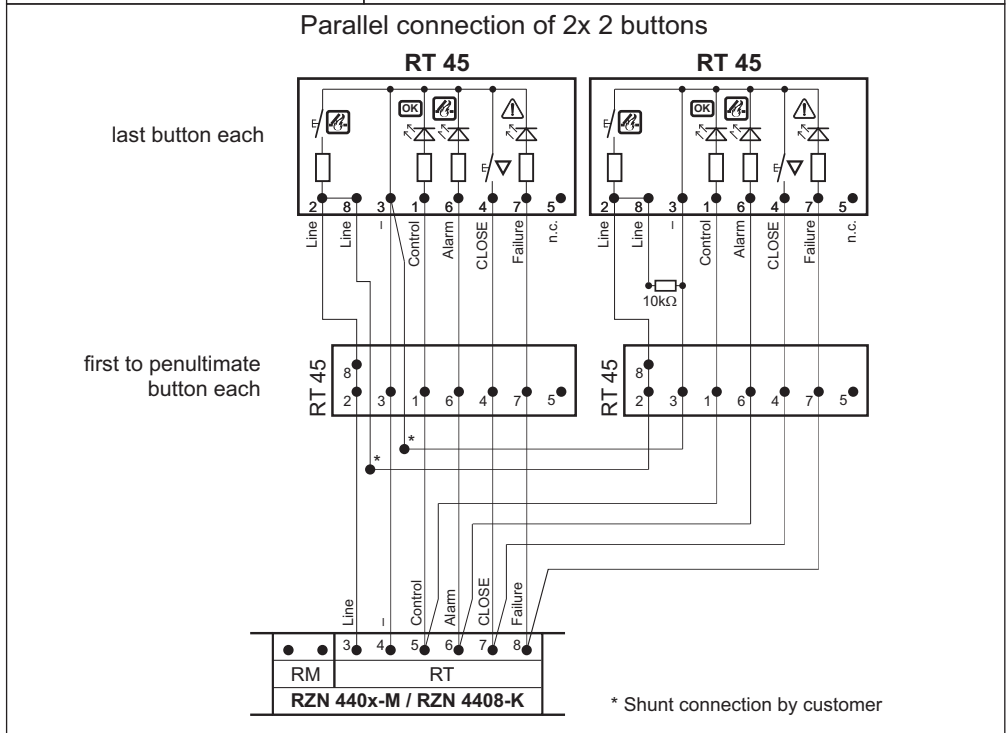 Parallel connection of 2x 2 buttons
RT 45 RT 45
last button each
OK OK
2 8 3 1 6 4 7 5 2 8 3 1 6 4 7 5
Line Line – Control Alarm CLOSE Failure n.c. Line Line – Control Alarm CLOSE Failure n.c.
10kΩ
first to penultimate
button each
RT 45 8 RT 45 8
2 3 1 6 4 7 5 2 3 1 6 4 7 5
*
*
Line – Control Alarm CLOSE Failure
3 4 5 6 7 8
RM RT
RZN 440x-M / RZN 4408-K
* Shunt connection by customer